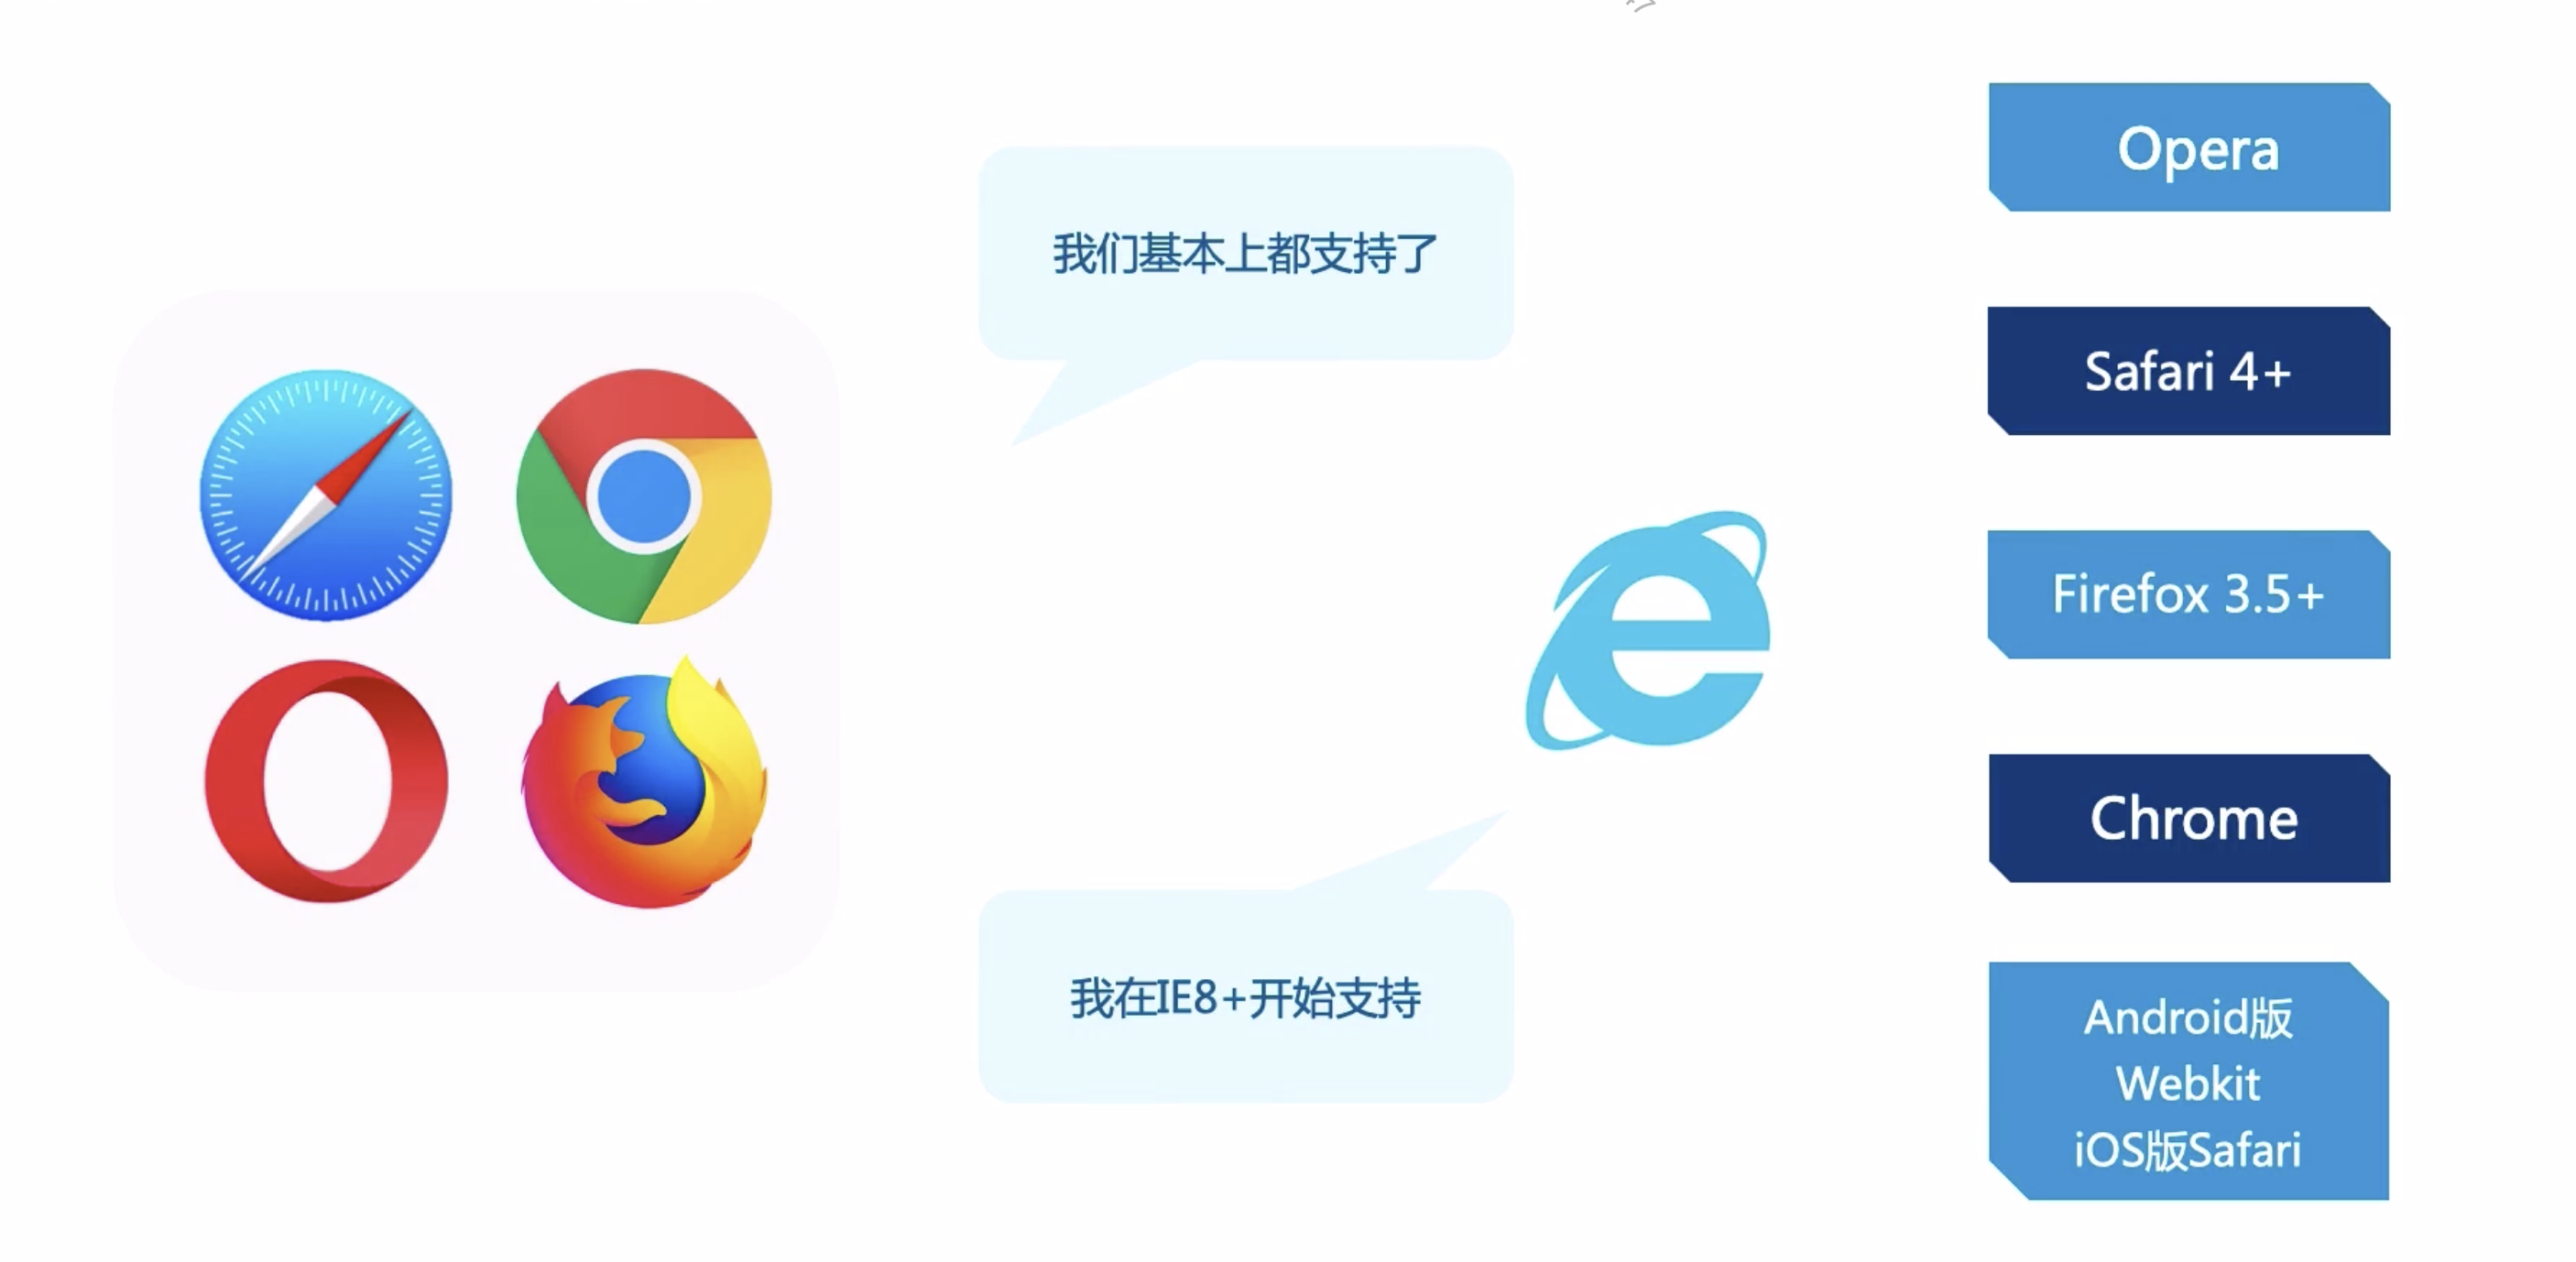 我们基本上都支持了
我在IE8+开始支持
Opera
Safari 4+
Firefox 3.5+
Chrome
Android版
Webkit
iOS版Safari